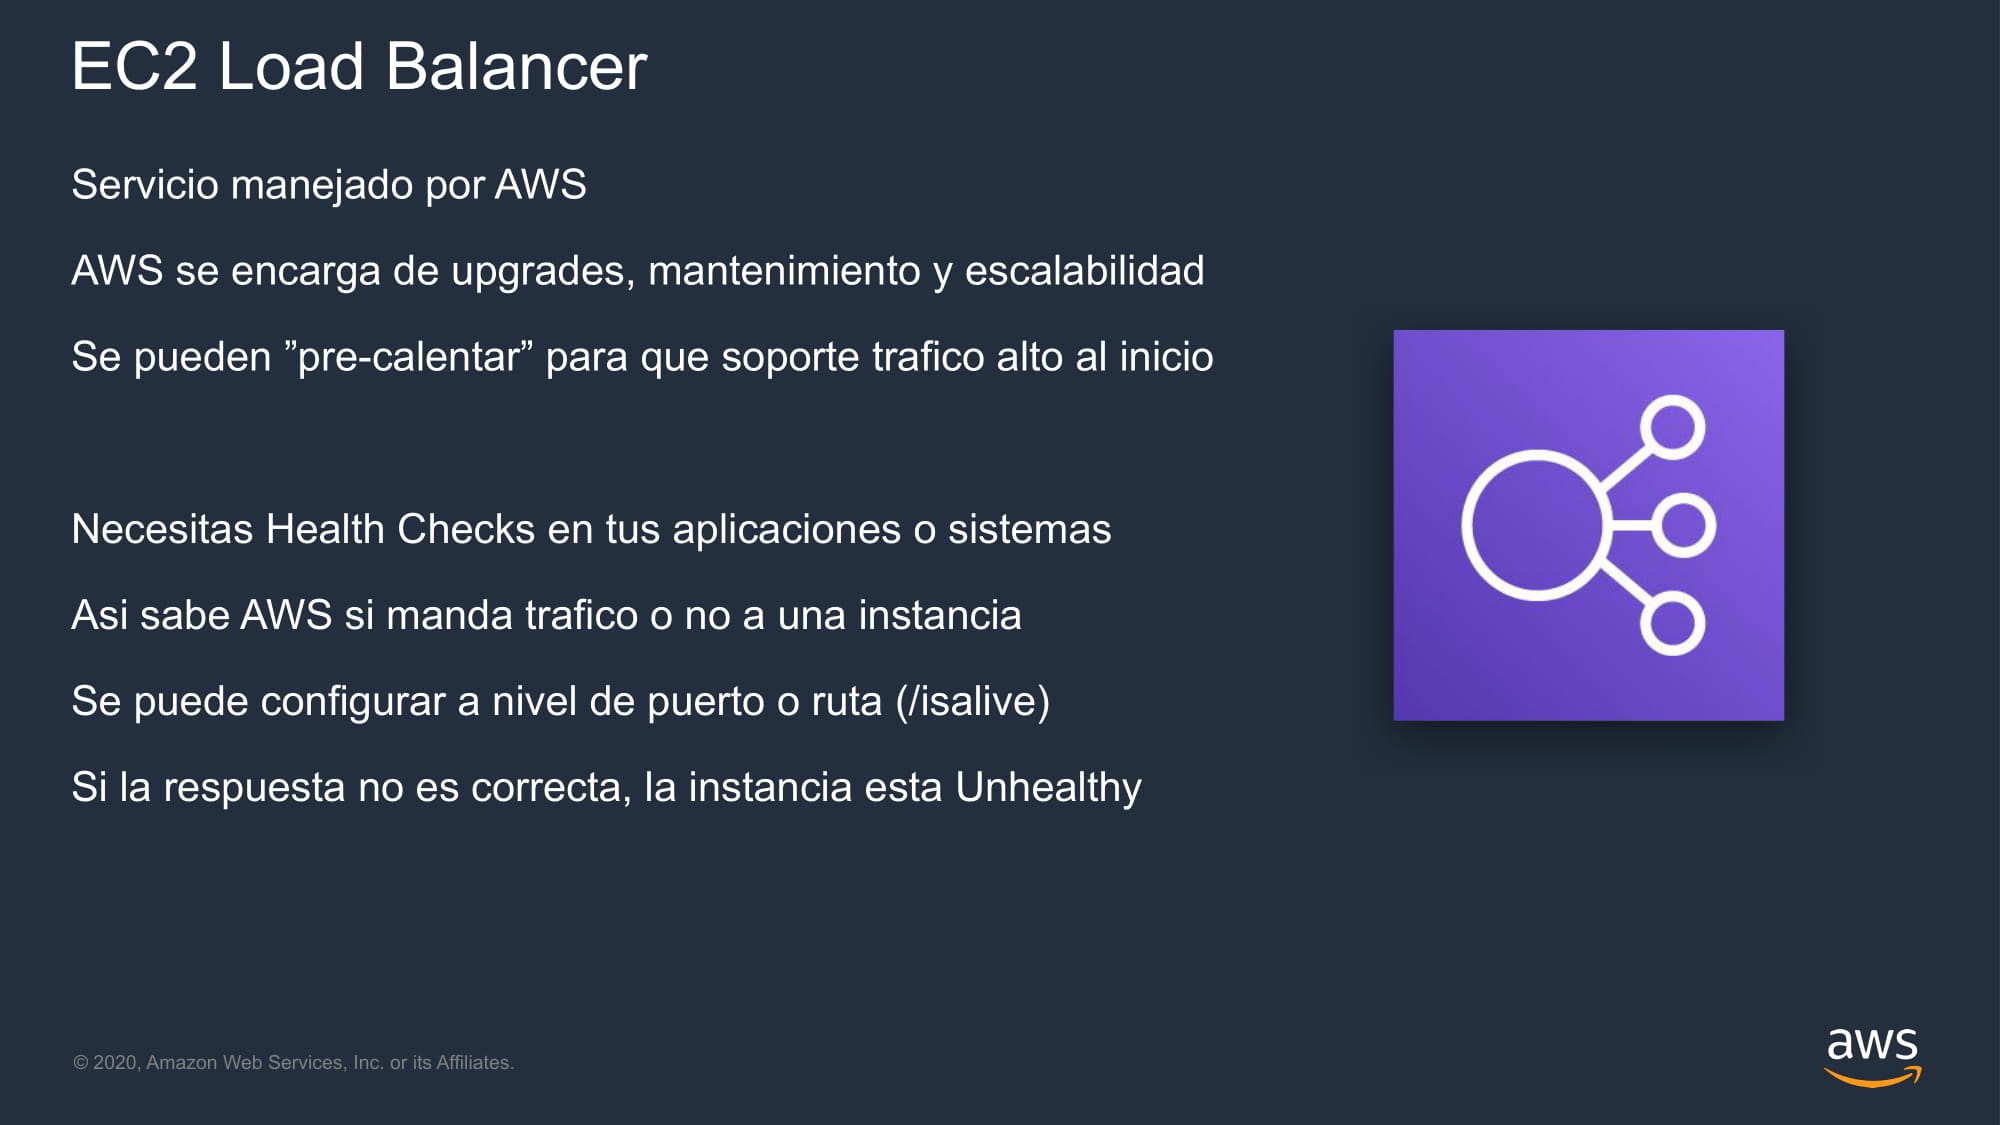 EC2 Load Balancer
Servicio manejado por AWS
AWS se encarga de upgrades, mantenimiento y escalabilidad
Se pueden ”pre-calentar” para que soporte trafico alto al inicio
Necesitas Health Checks en tus aplicaciones o sistemas
Asi sabe AWS si manda trafico o no a una instancia
Se puede configurar a nivel de puerto o ruta (/isalive)
Si la respuesta no es correcta, la instancia esta Unhealthy
© 2020, Amazon Web Services, Inc. or its Affiliates.
aws